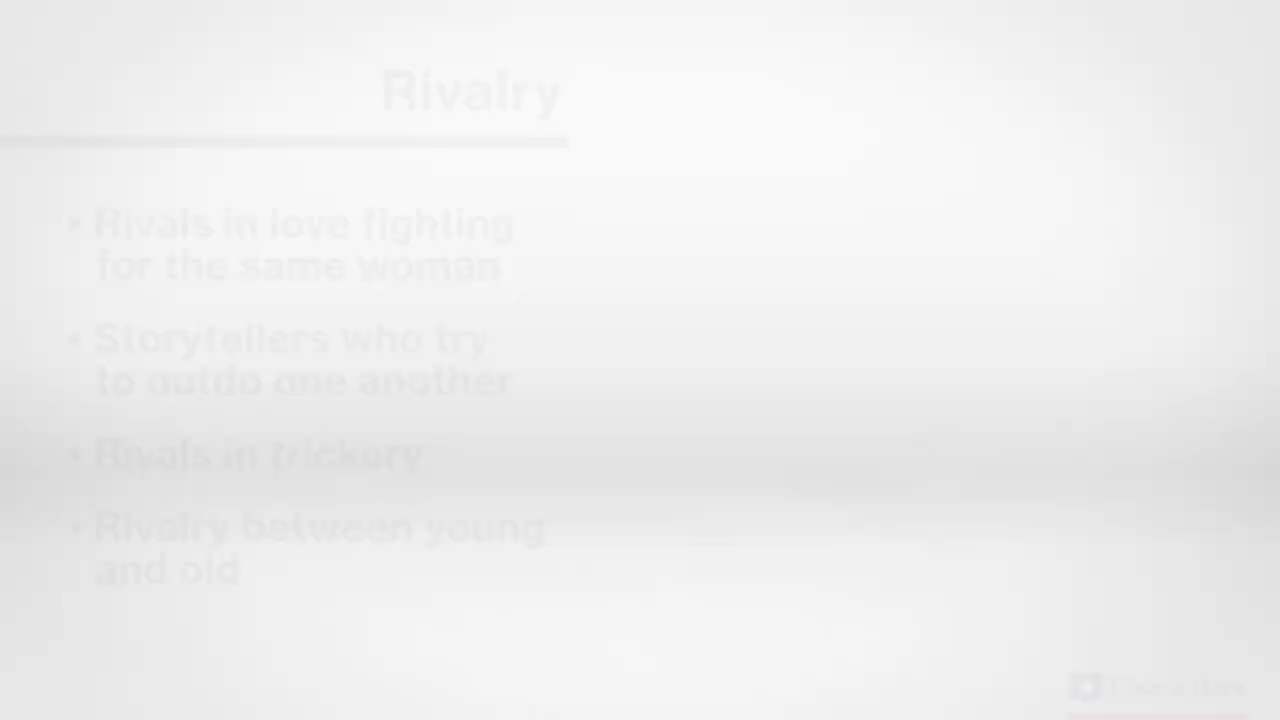 Rivalry
• Rivals in love fighting
for the same woman
• Storytellers who try
to outdo one another
• Rivals in trickery
• Rivalry between young
and old